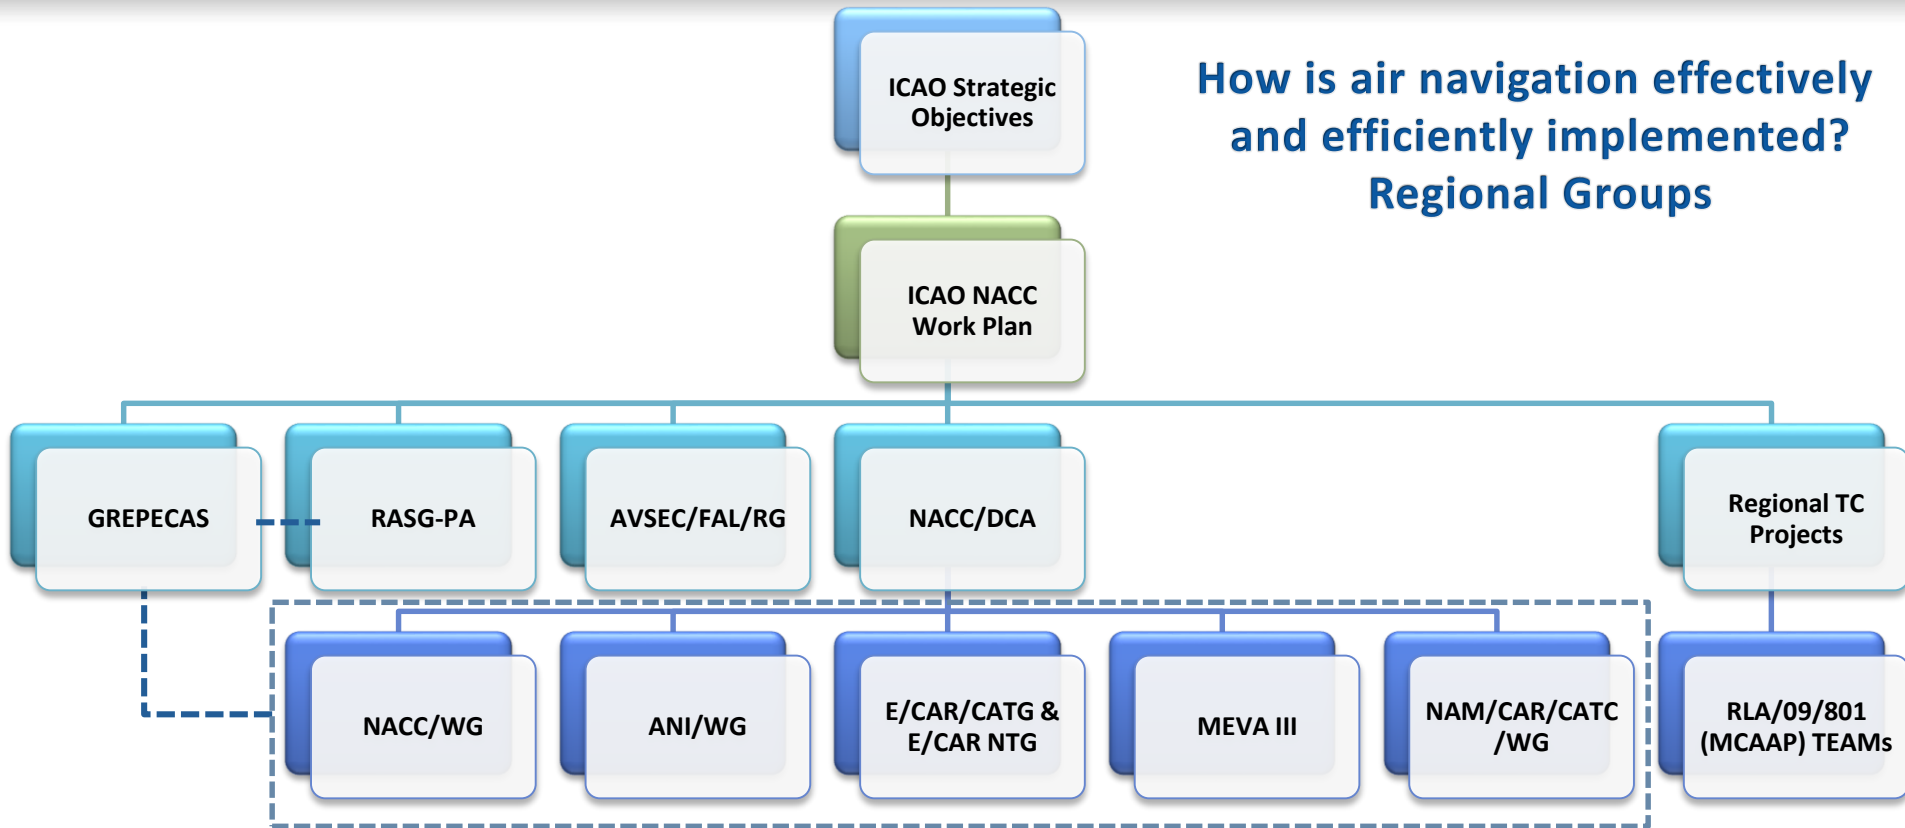 How is air navigation effectively
and efficiently implemented?
Regional Groups
ICAO Strategic
Objectives
ICAO NACC
Work Plan
GREPECAS
RASG-PA
AVSEC/FAL/RG
NACC/DCA
Regional TC
Projects
NACC/WG
ANI/WG
E/CAR/CATG &
E/CAR NTG
MEVA III
NAM/CAR/CATC
/WG
RLA/09/801
(MCAAP) TEAMs